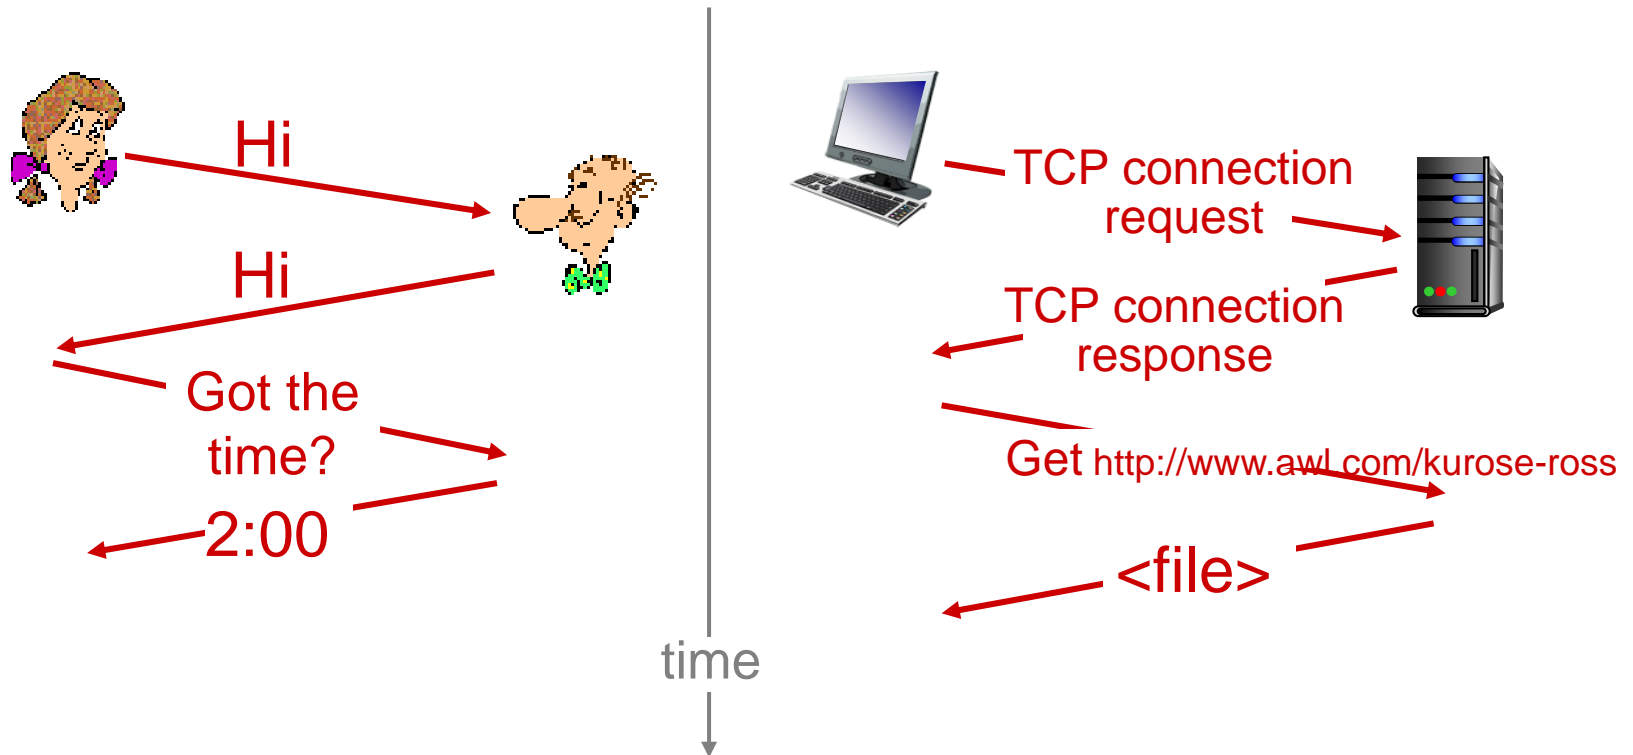 Hi
Hi
Got the
time?
2:00
TCP connection
request
TCP connection
response
Get http://www.awl.com/kurose-ross
<file>
time